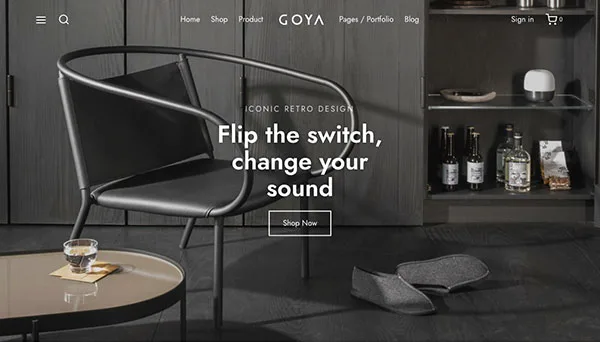 Home Shop Product GOYA Pages / Portfolio Blog Sign in 0
ICONIC RETRO DESIGN
Flip the switch,
change your
sound
Shop Now